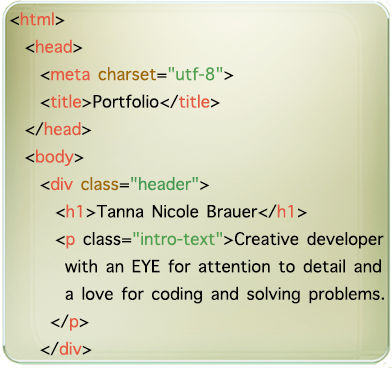 <html>
<head>
<meta charset="utf-8">
<title>Portfolio</title>
</head>
<body>
<div class="header">
<h1>Tanna Nicole Brauer</h1>
<p class="intro-text">Creative developer
with an EYE for attention to detail and
a love for coding and solving problems.
</p>
</div>